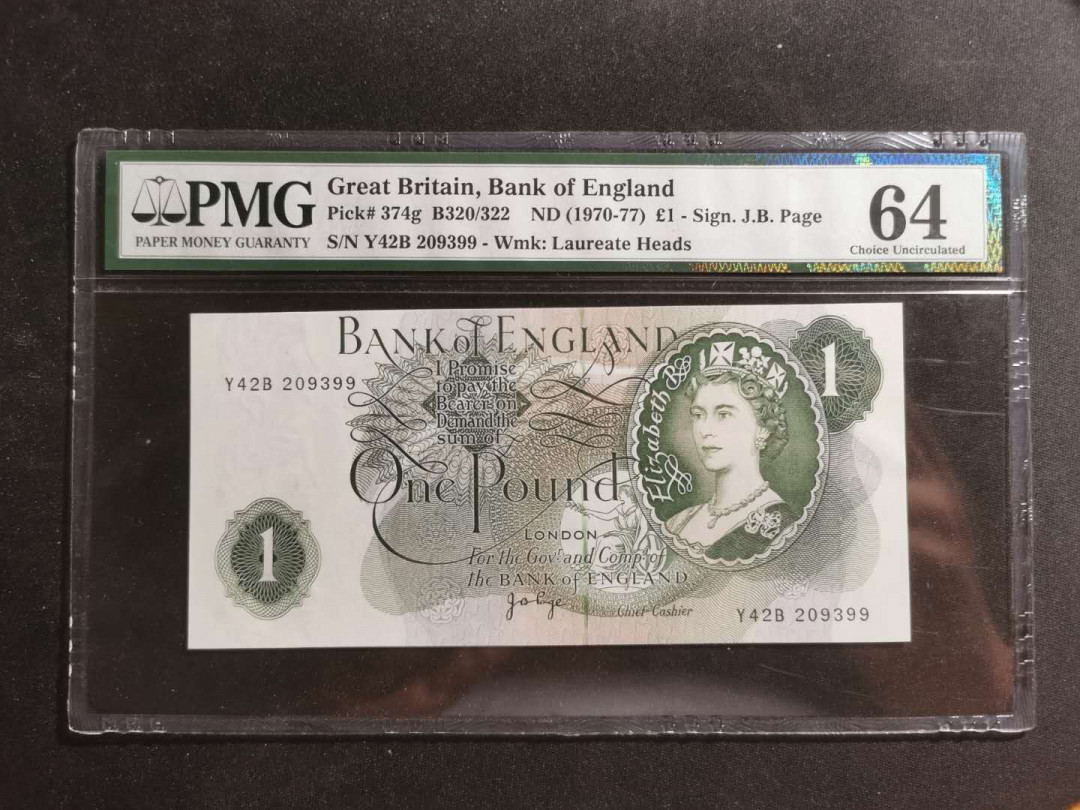 PMG
PAPER MONEY GUARANTY
Great Britain, Bank of England
Pick# 374g B320/322 ND (1970-77) £1 - Sign. J.B. Page
S/N Y42B 209399 - Wmk: Laureate Heads
64
Choice Uncirculated
BANK of ENGLAND
Y42B 209399
I Promise
to pay the
Bearer on
Demand the
sum of
One Pound
LONDON
For the Govr. and Compa. of
the BANK of ENGLAND
Chief Cashier
Elizabeth R
1
1
Y42B 209399